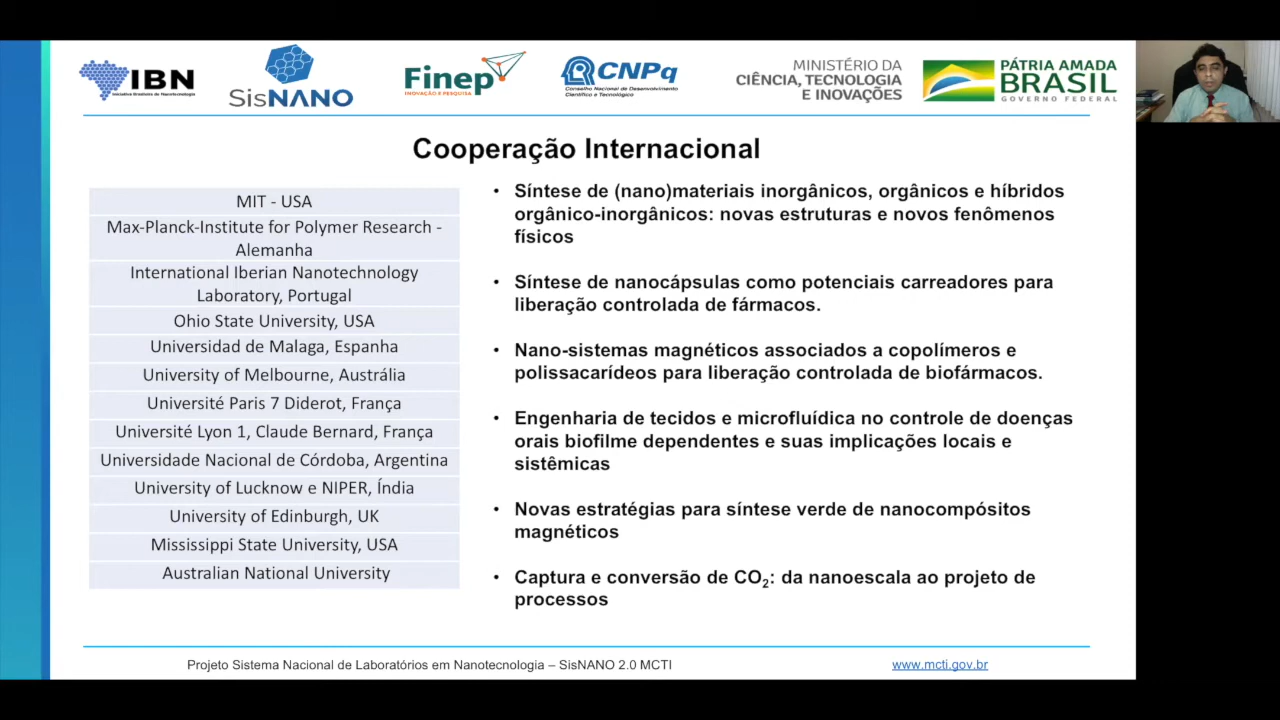 IBN
Iniciativa Brasileira de Nanotecnologia
SisNANO
Finep
INOVAÇÃO E PESQUISA
CNPq
Conselho Nacional de Desenvolvimento
Científico e Tecnológico
MINISTÉRIO DA
CIÊNCIA, TECNOLOGIA
E INOVAÇÕES
PÁTRIA AMADA
BRASIL
GOVERNO FEDERAL
Cooperação Internacional
MIT - USA
Max-Planck-Institute for Polymer Research -
Alemanha
International Iberian Nanotechnology
Laboratory, Portugal
Ohio State University, USA
Universidad de Malaga, Espanha
University of Melbourne, Austrália
Université Paris 7 Diderot, França
Université Lyon 1, Claude Bernard, França
Universidade Nacional de Córdoba, Argentina
University of Lucknow e NIPER, Índia
University of Edinburgh, UK
Mississippi State University, USA
Australian National University
• Síntese de (nano)materiais inorgânicos, orgânicos e híbridos
orgânico-inorgânicos: novas estruturas e novos fenômenos
físicos
• Síntese de nanocápsulas como potenciais carreadores para
liberação controlada de fármacos.
• Nano-sistemas magnéticos associados a copolímeros e
polissacarídeos para liberação controlada de biofármacos.
• Engenharia de tecidos e microfluídica no controle de doenças
orais biofilme dependentes e suas implicações locais e
sistêmicas
• Novas estratégias para síntese verde de nanocompósitos
magnéticos
• Captura e conversão de CO₂: da nanoescala ao projeto de
processos
Projeto Sistema Nacional de Laboratórios em Nanotecnologia – SisNANO 2.0 MCTI
www.mcti.gov.br